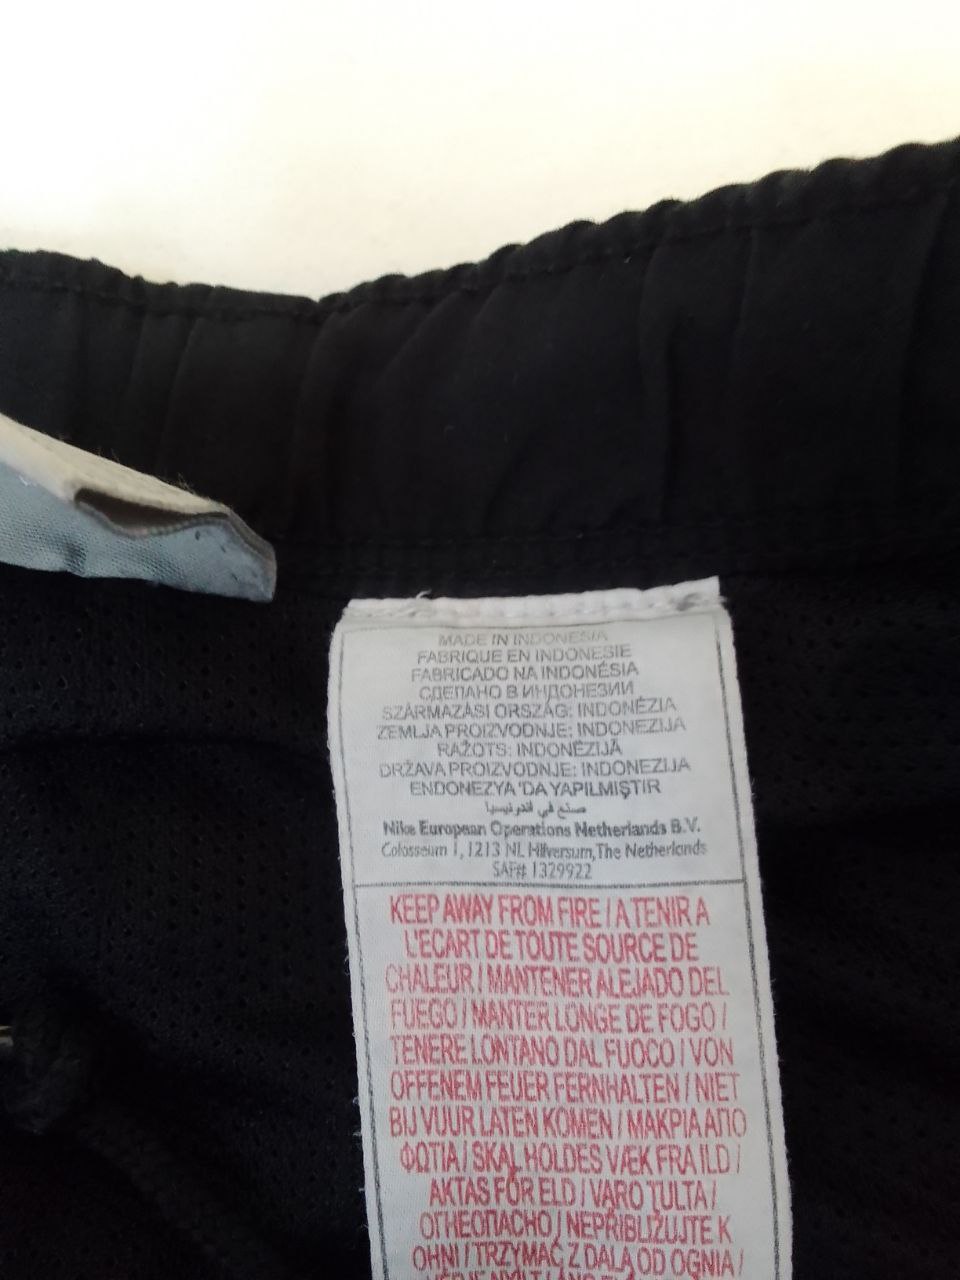 MADE IN INDONESIA
FABRIQUE EN INDONESIE
FABRICADO NA INDONÉSIA
СДЕЛАНО В ИНДОНЕЗИИ
SZÁRMAZÁSI ORSZÁG: INDONÉZIA
ZEMLJA PROIZVODNJE: INDONEZIJA
RAŽOTS: INDONĒZIJĀ
DRŽAVA PROIZVODNJE: INDONEZIJA
ENDONEZYA'DA YAPILMIŞTIR
صنع في اندونيسيا
Nike European Operations Netherlands B.V.
Colosseum 1, 1213 NL Hilversum, The Netherlands
SAF# 1329922
KEEP AWAY FROM FIRE / A TENIR A
L'ECART DE TOUTE SOURCE DE
CHALEUR / MANTENER ALEJADO DEL
FUEGO / MANTER LONGE DE FOGO /
TENERE LONTANO DAL FUOCO / VON
OFFENEM FEUER FERNHALTEN / NIET
BIJ VUUR LATEN KOMEN / ΜΑΚΡΙΑ ΑΠΟ
ΦΩΤΙΑ / SKAL HOLDES VÆK FRA ILD /
AKTAS FÖR ELD / VARO TULTA /
ОГНЕОПАСНО / NEPŘIBLIŽUJTE K
OHNI / TRZYMAĆ Z DALA OD OGNIA /